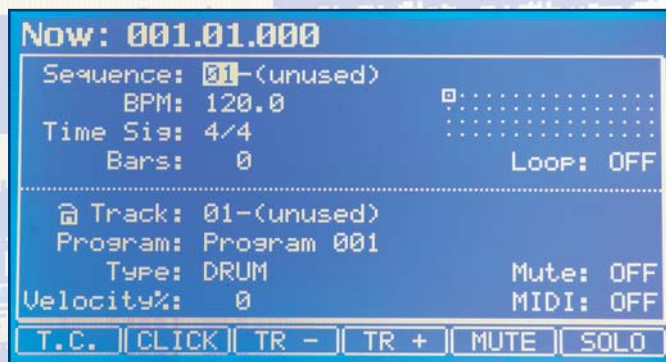 Now: 001.01.000
Sequence: 01-(unused)
BPM: 120.0
Time Sig: 4/4
Bars: 0
Loop: OFF
Track: 01-(unused)
Program: Program 001
Type: DRUM
Mute: OFF
Velocity%: 0
MIDI: OFF
T.C. CLICK TR - TR + MUTE SOLO